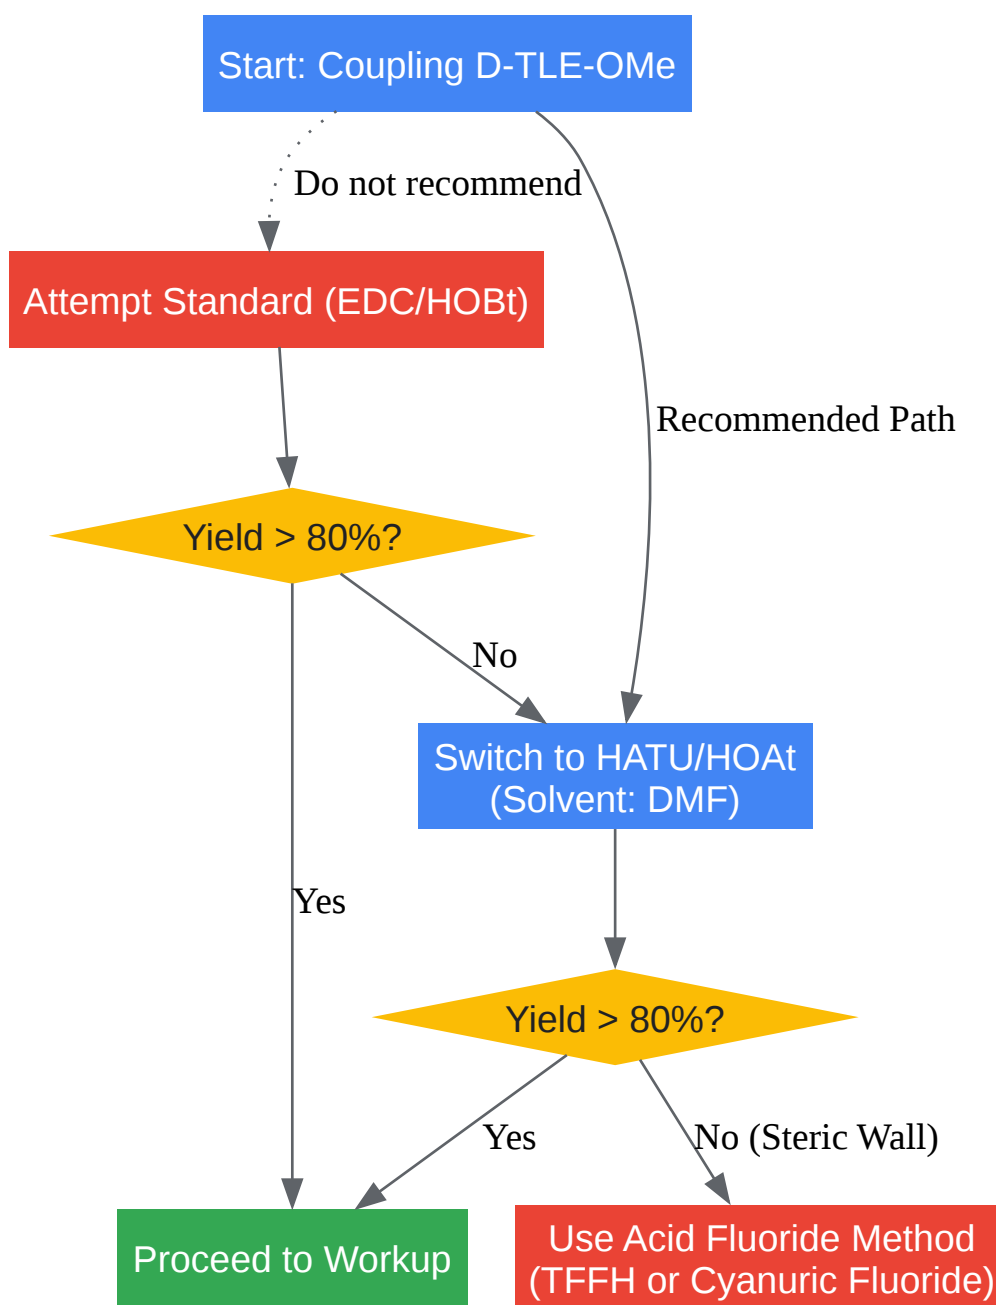 Start: Coupling D-TLE-OMe
Do not recommend
Attempt Standard (EDC/HOBt)
Recommended Path
Yield > 80%?
No
Switch to HATU/HOAt
(Solvent: DMF)
Yes
Yield > 80%?
Yes
No (Steric Wall)
Proceed to Workup
Use Acid Fluoride Method
(TFFH or Cyanuric Fluoride)